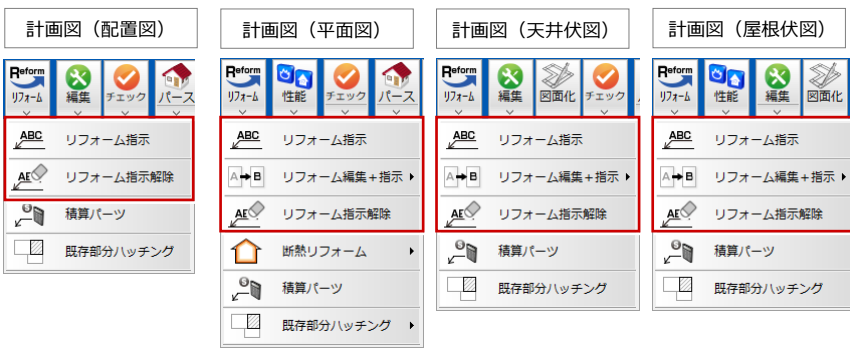 計画図（配置図）
Reform
リフォーム
編集
チェック
パース
ABC リフォーム指示
AE リフォーム指示解除
積算パーツ
既存部分ハッチング
計画図（平面図）
Reform
リフォーム
性能
チェック
パース
ABC リフォーム指示
A B リフォーム編集+指示
AE リフォーム指示解除
断熱リフォーム
積算パーツ
既存部分ハッチング
計画図（天井伏図）
Reform
リフォーム
編集
図面化
チェック
ABC リフォーム指示
A B リフォーム編集+指示
AE リフォーム指示解除
積算パーツ
既存部分ハッチング
計画図（屋根伏図）
Reform
リフォーム
性能
編集
図面化
ABC リフォーム指示
A B リフォーム編集+指示
AE リフォーム指示解除
積算パーツ
既存部分ハッチング